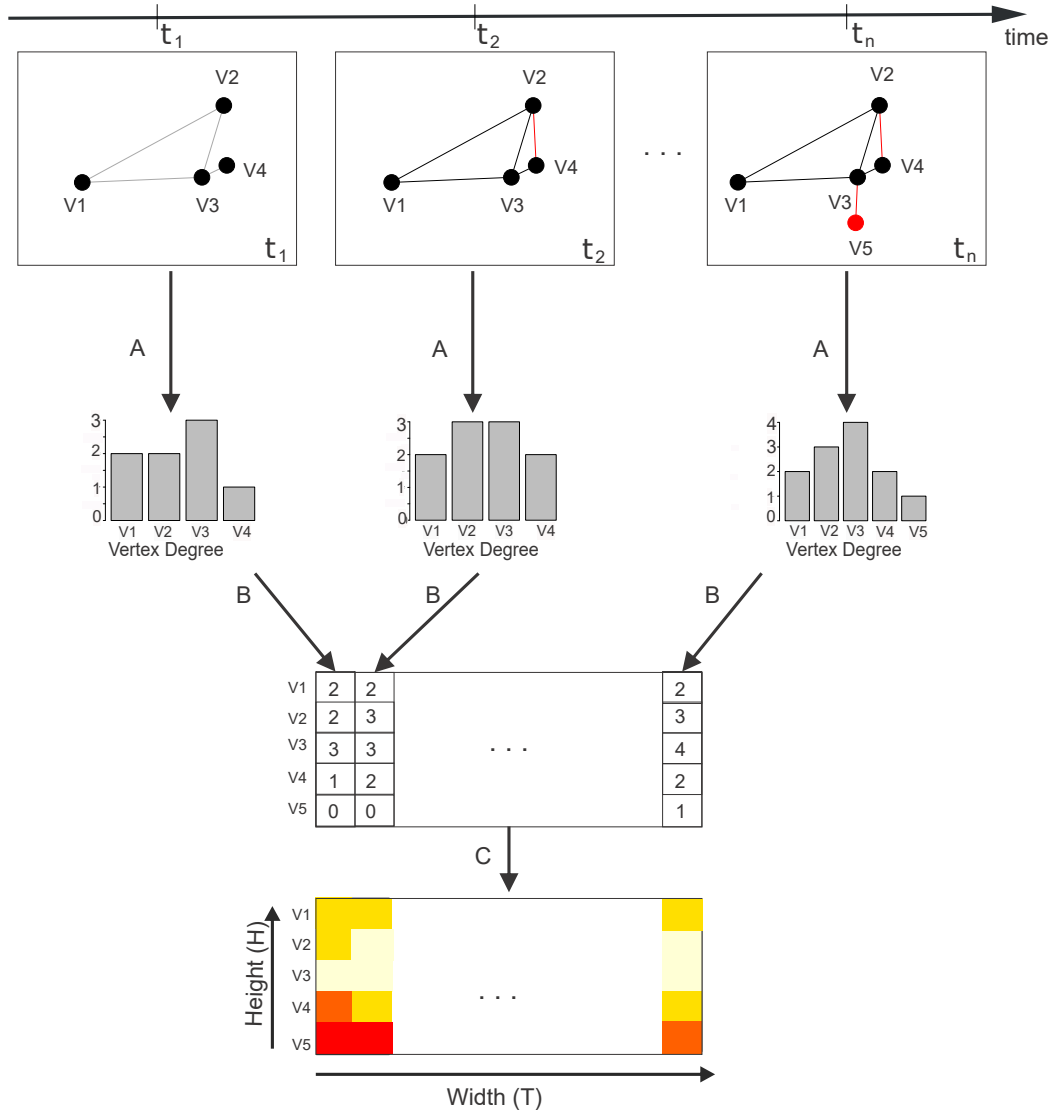 t1 t2 tn time
V2 V2 V2
V4 V4 . . . V4
V1 V3 V1 V3 V1 V3
V5
t1 t2 tn
A A A
3 3 4
3
2 2 2
1 1 1
0 0 0
V1 V2 V3 V4 V1 V2 V3 V4 V1 V2 V3 V4 V5
Vertex Degree Vertex Degree Vertex Degree
B B B
V1 2 2 2
V2 2 3 3
V3 3 3 . . . 4
V4 1 2 2
V5 0 0 1
C
Height (H)
V1
V2
V3
. . .
V4
V5
Width (T)